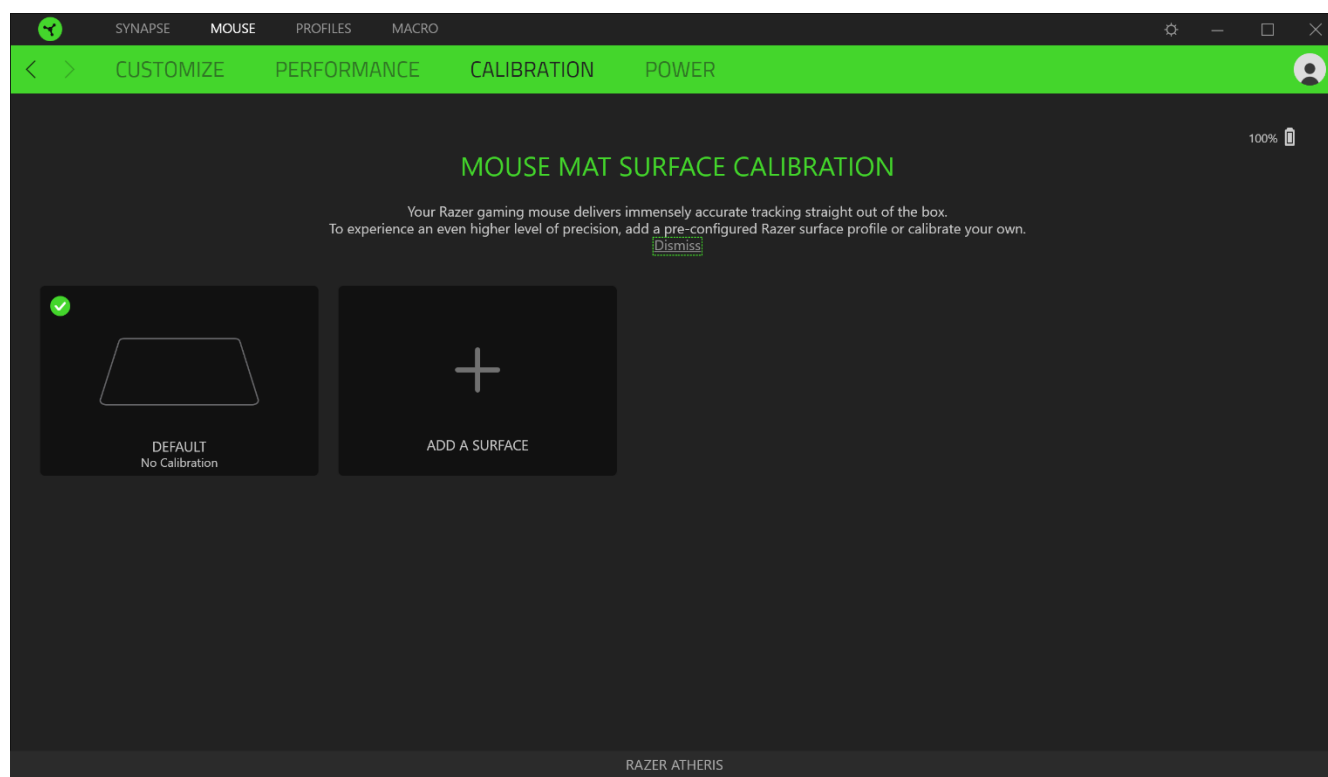 SYNAPSE MOUSE PROFILES MACRO
CUSTOMIZE PERFORMANCE CALIBRATION POWER
100%
MOUSE MAT SURFACE CALIBRATION
Your Razer gaming mouse delivers immensely accurate tracking straight out of the box.
To experience an even higher level of precision, add a pre-configured Razer surface profile or calibrate your own.
Dismiss
DEFAULT
No Calibration
ADD A SURFACE
RAZER ATHERIS